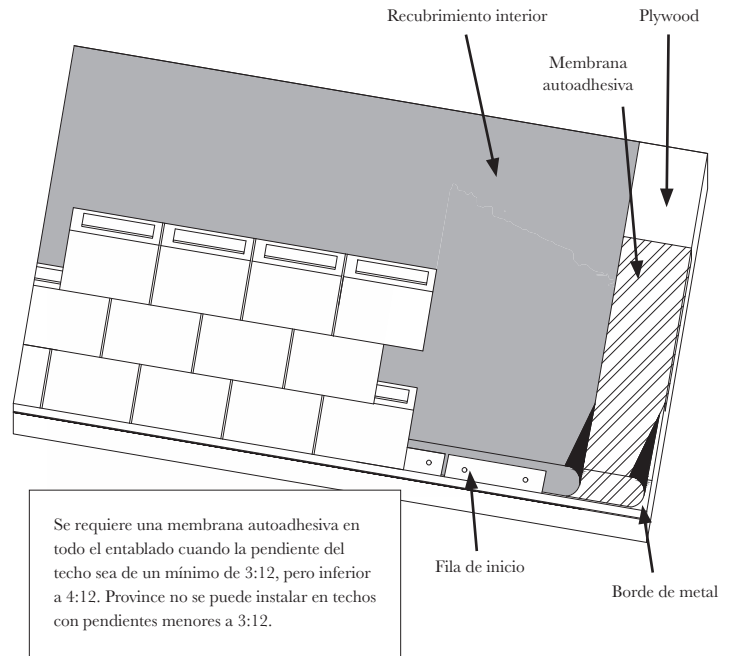 Recubrimiento interior
Plywood
Membrana
autoadhesiva
Fila de inicio
Borde de metal
Se requiere una membrana autoadhesiva en
todo el entablado cuando la pendiente del
techo sea de un mínimo de 3:12, pero inferior
a 4:12. Province no se puede instalar en techos
con pendientes menores a 3:12.